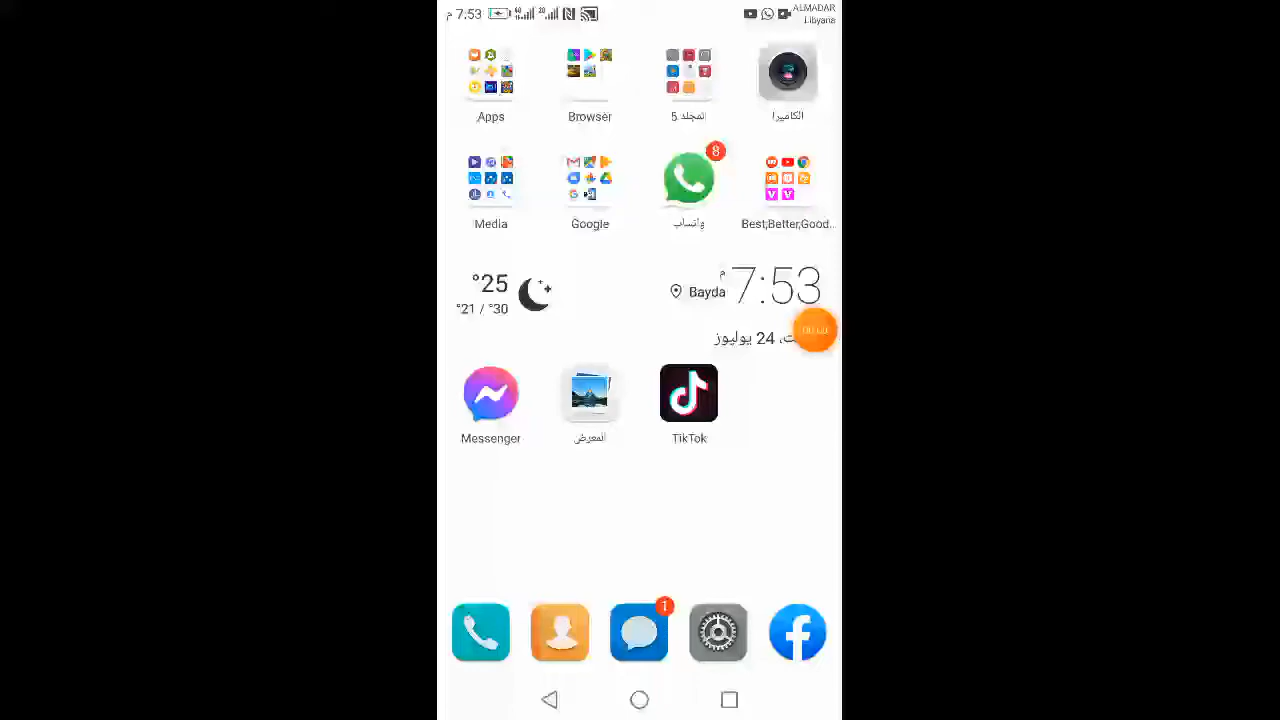 م 7:53
ALMADAR
Libyana
Apps
Browser
المجلد 5
الكاميرا
Media
Google
8
واتساب
Best;Better;Good...
°25
°21 / °30
م 7:53
Bayda
24 يوليوز
Messenger
المعرض
TikTok
1